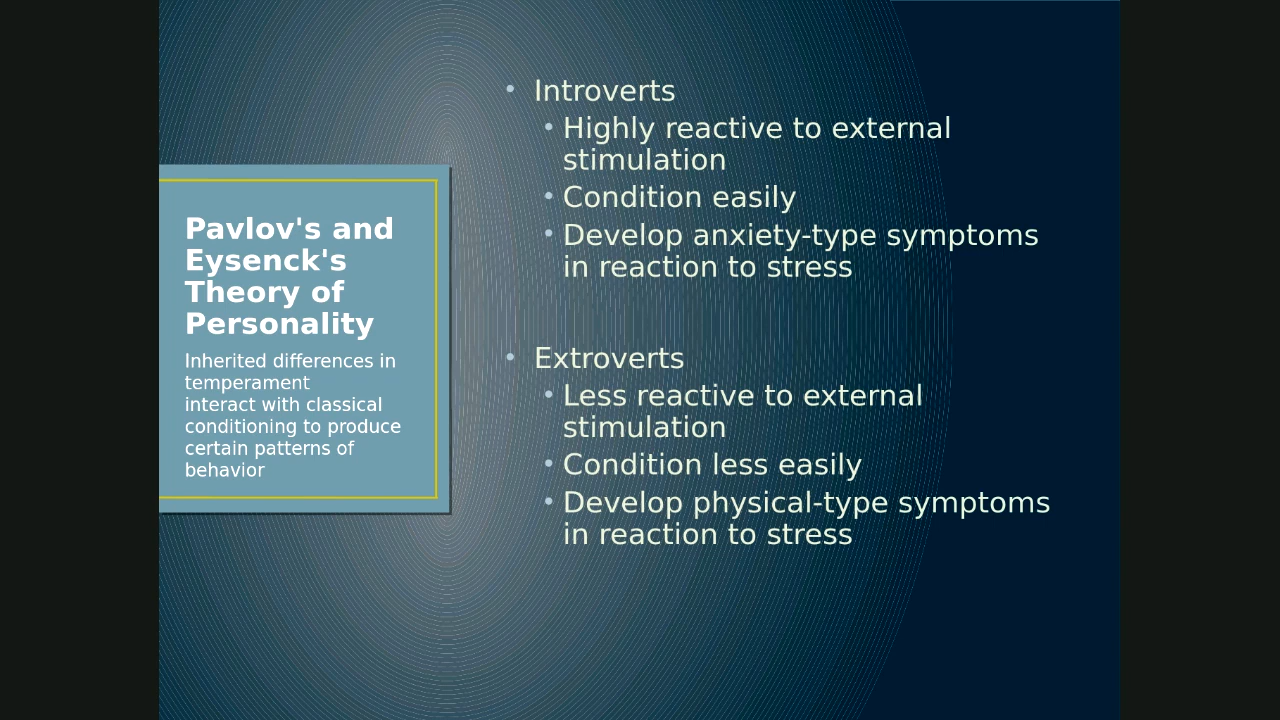 Pavlov's and
Eysenck's
Theory of
Personality
Inherited differences in
temperament
interact with classical
conditioning to produce
certain patterns of
behavior
• Introverts
• Highly reactive to external
stimulation
• Condition easily
• Develop anxiety-type symptoms
in reaction to stress
• Extroverts
• Less reactive to external
stimulation
• Condition less easily
• Develop physical-type symptoms
in reaction to stress